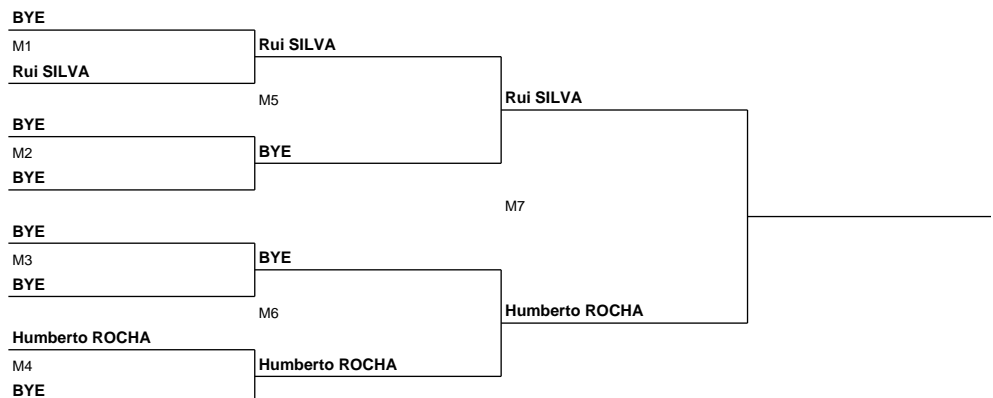 BYE
M1
Rui SILVA
BYE
M2
BYE
BYE
M3
BYE
Humberto ROCHA
M4
BYE
Rui SILVA
M5
BYE
BYE
M6
Humberto ROCHA
Rui SILVA
M7
Humberto ROCHA